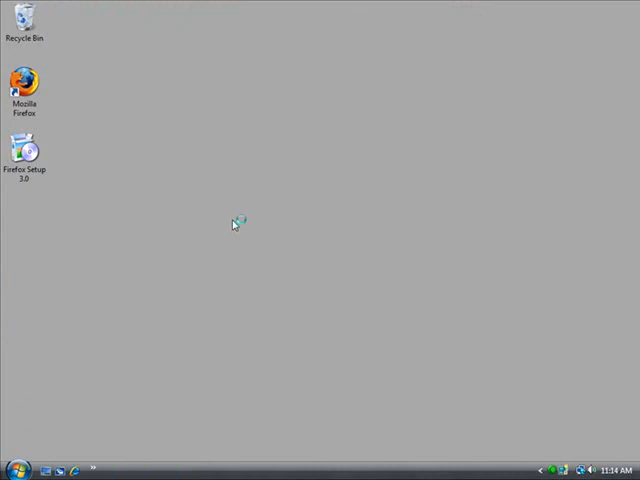 Recycle Bin
Mozilla
Firefox
Firefox Setup
3.0
11:14 AM